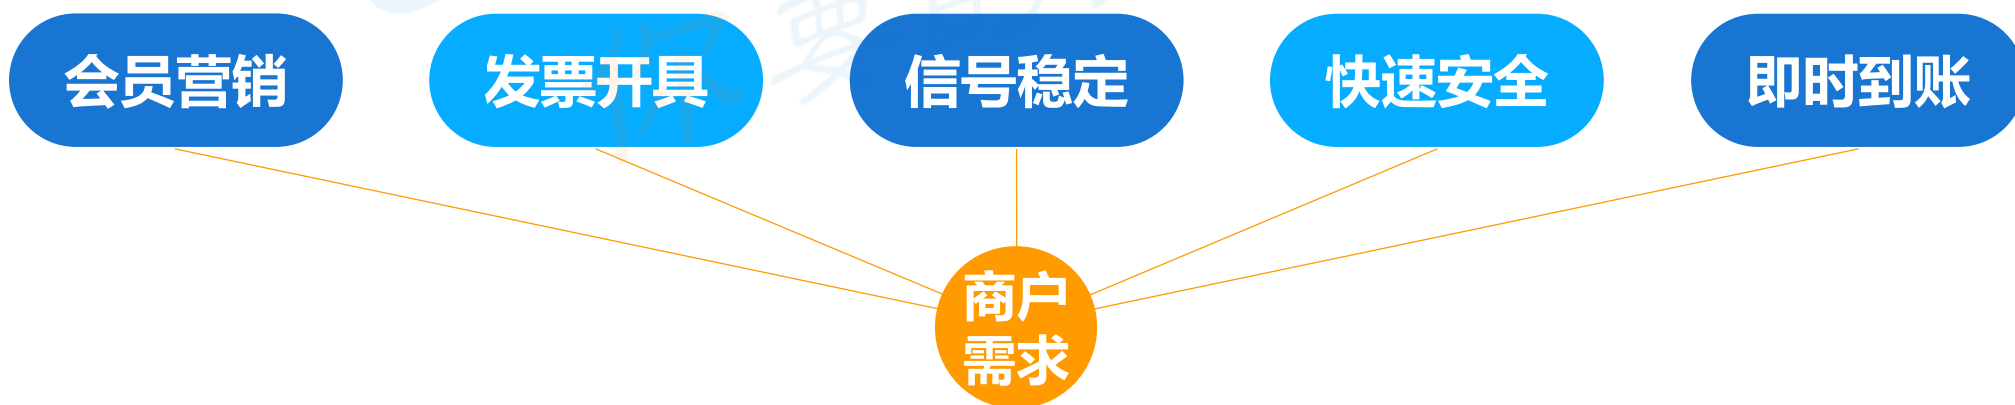 会员营销
发票开具
信号稳定
快速安全
即时到账
商户
需求